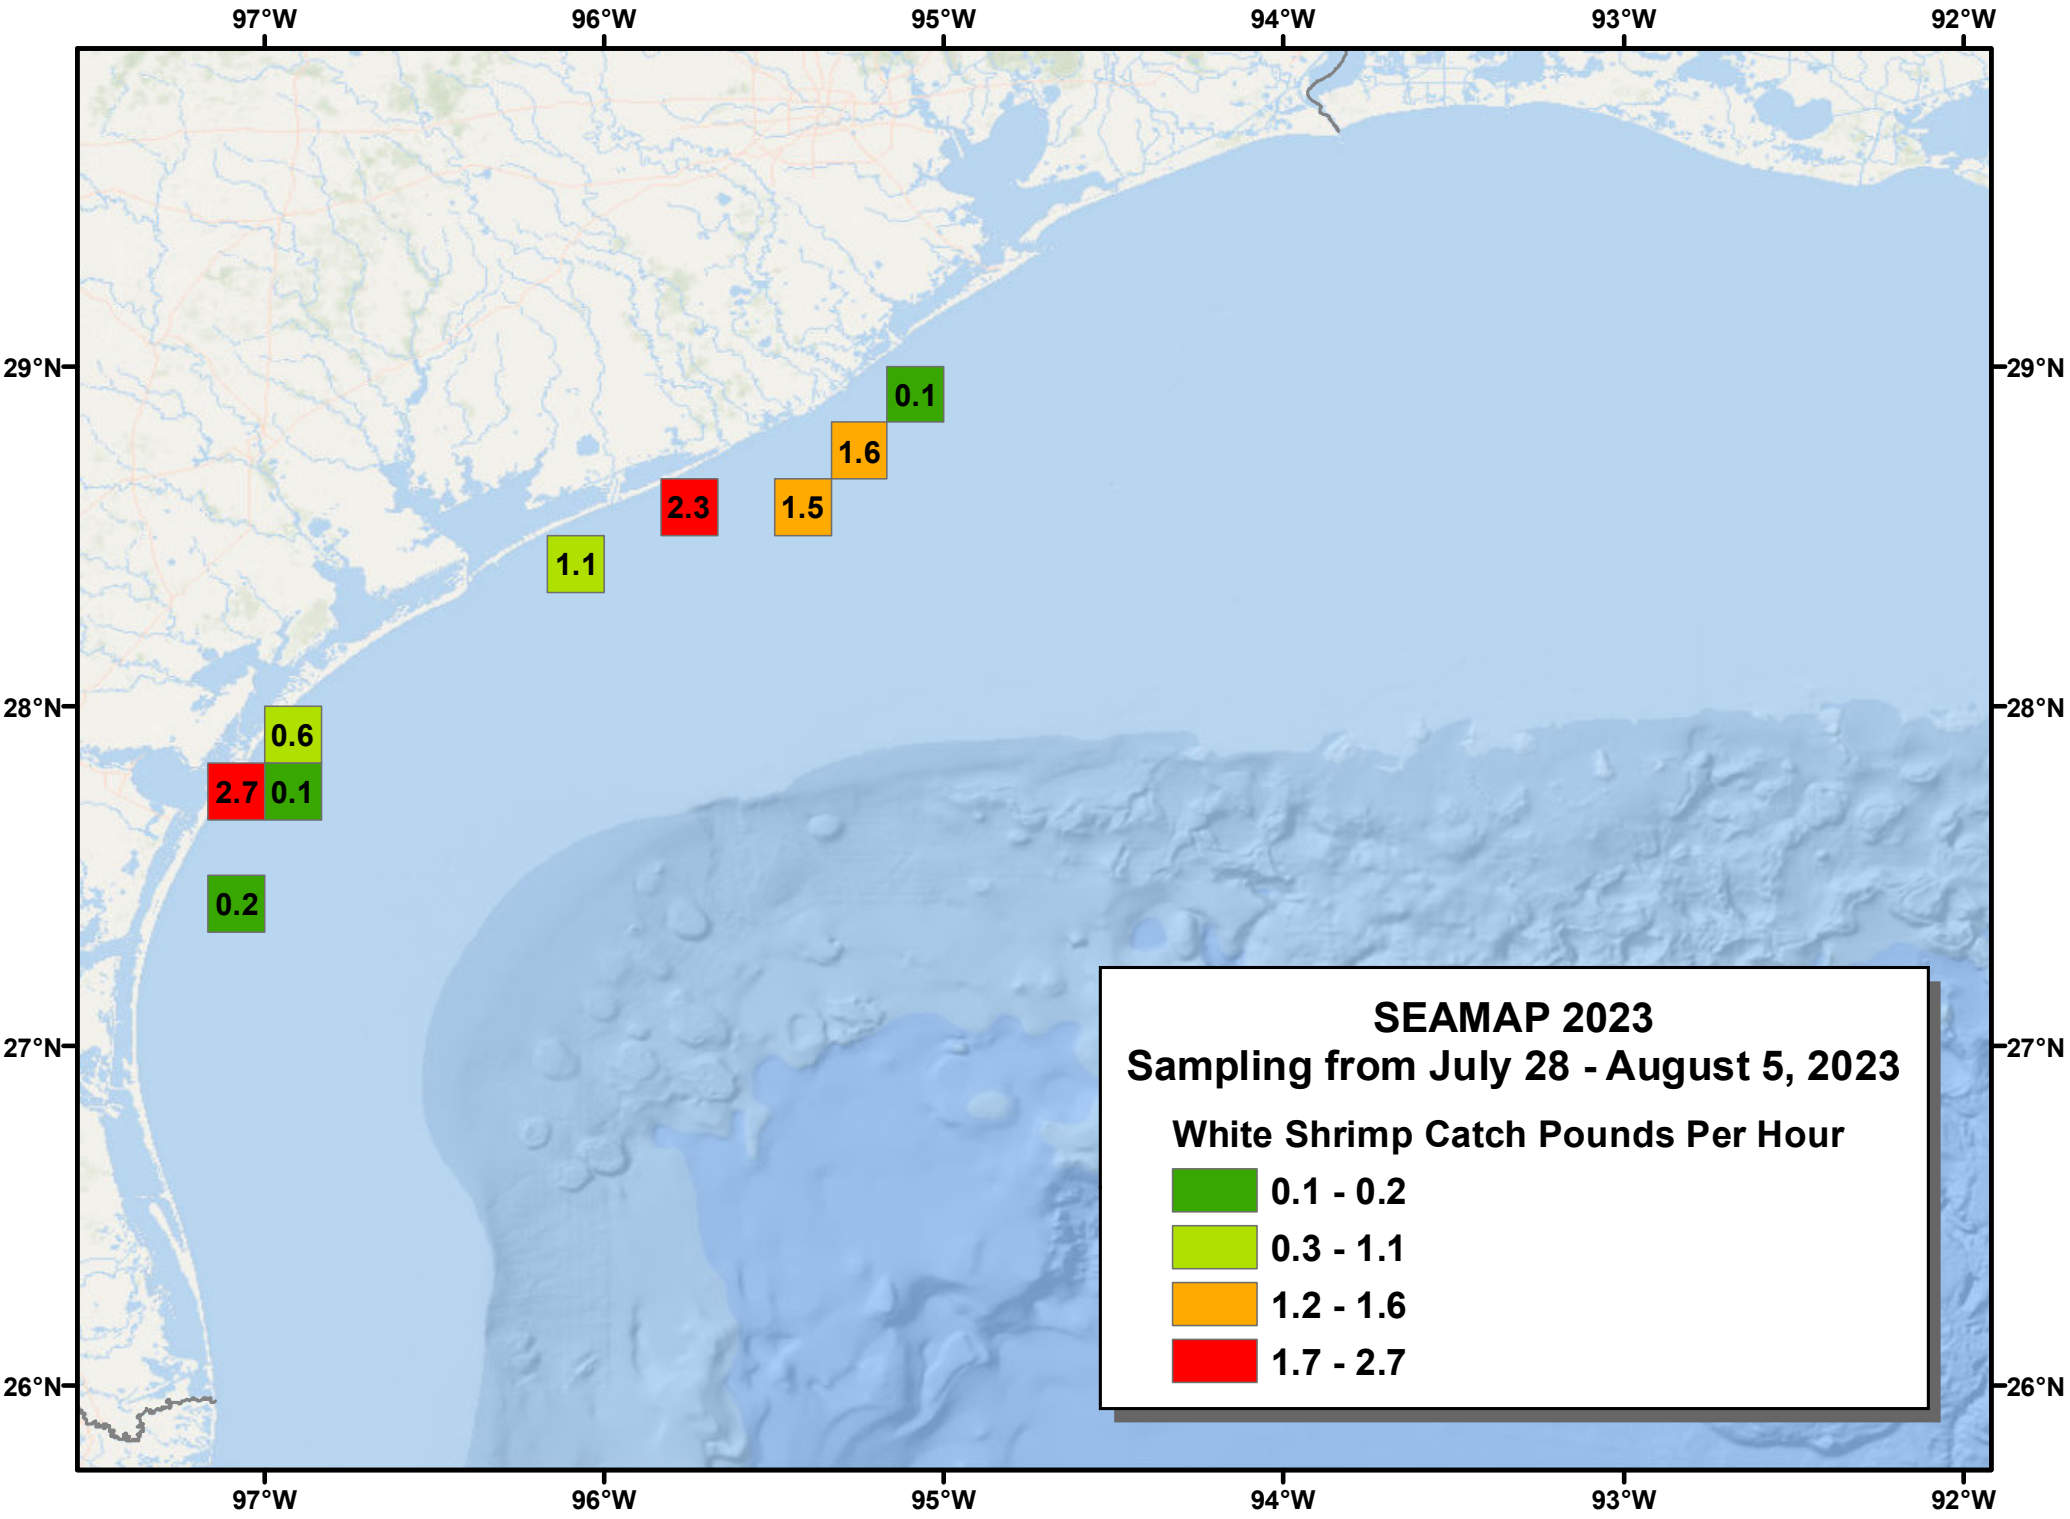 97°W 96°W 95°W 94°W 93°W 92°W
29°N 29°N
0.1
1.6
2.3 1.5
1.1
28°N 28°N
0.6
2.7 0.1
0.2
SEAMAP 2023
27°N 27°N
Sampling from July 28 - August 5, 2023
White Shrimp Catch Pounds Per Hour
0.1 - 0.2
0.3 - 1.1
1.2 - 1.6
1.7 - 2.7
26°N 26°N
97°W 96°W 95°W 94°W 93°W 92°W